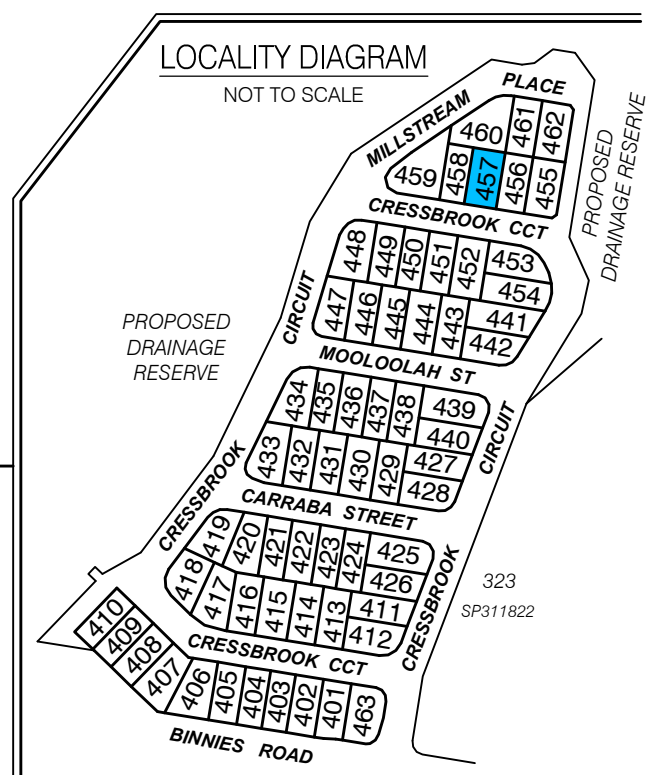 LOCALITY DIAGRAM
NOT TO SCALE
MILLSTREAM PLACE
460 461 462
459 458 457 456 455
PROPOSED
DRAINAGE RESERVE
CRESSBROOK CCT
448 449 450 451 452 453
454
447 446 445 444 443 441
442
CIRCUIT
PROPOSED
DRAINAGE
RESERVE
MOOLOOLAH ST
434 435 436 437 438 439
440
433 432 431 430 429 427
428
CIRCUIT
CRESSBROOK
CARRABA STREET
419 420 421 422 423 424 425
426
418 417 416 415 414 413 411
412
CRESSBROOK
323
SP311822
CRESSBROOK CCT
410
409
408
407
406 405 404 403 402 401 463
BINNIES ROAD